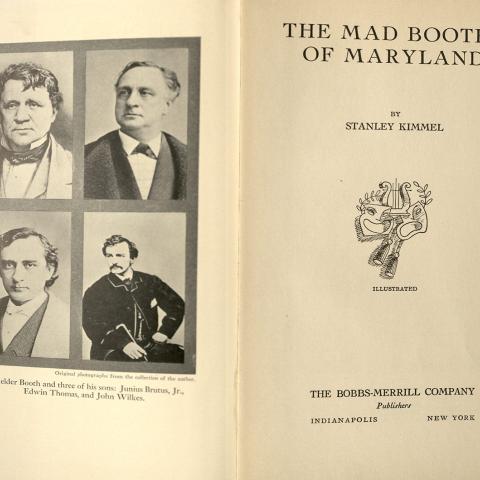 Original photographs from the collection of the author.
elder Booth and three of his sons: Junius Brutus, Jr.,
Edwin Thomas, and John Wilkes.
THE MAD BOOTH
OF MARYLAND
BY
STANLEY KIMMEL
ILLUSTRATED
THE BOBBS-MERRILL COMPANY
Publishers
INDIANAPOLIS NEW YORK